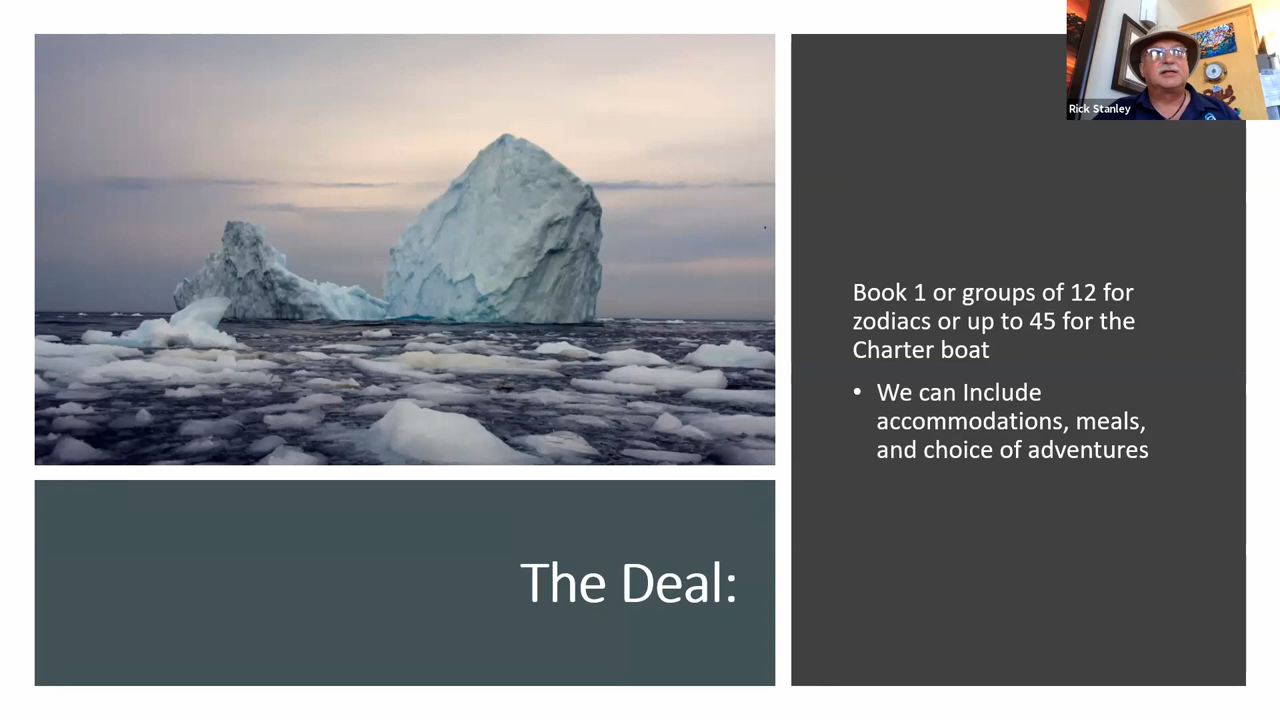 Rick Stanley
Book 1 or groups of 12 for
zodiacs or up to 45 for the
Charter boat
• We can Include
accommodations, meals,
and choice of adventures
The Deal: